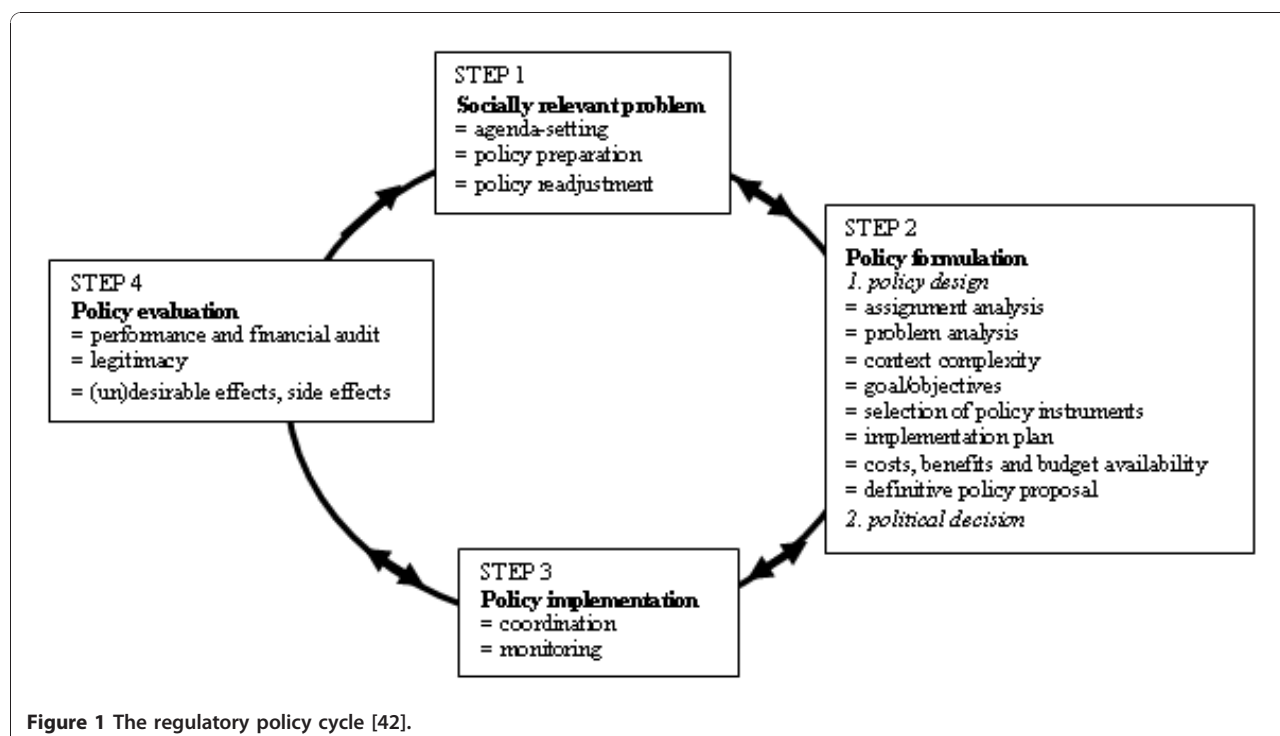 STEP 1
Socially relevant problem
= agenda-setting
= policy preparation
= policy readjustment
STEP 2
Policy formulation
1. policy design
= assignment analysis
= problem analysis
= context complexity
= goal/objectives
= selection of policy instruments
= implementation plan
= costs, benefits and budget availability
= definitive policy proposal
2. political decision
STEP 3
Policy implementation
= coordination
= monitoring
STEP 4
Policy evaluation
= performance and financial audit
= legitimacy
= (un)desirable effects, side effects
Figure 1 The regulatory policy cycle [42].